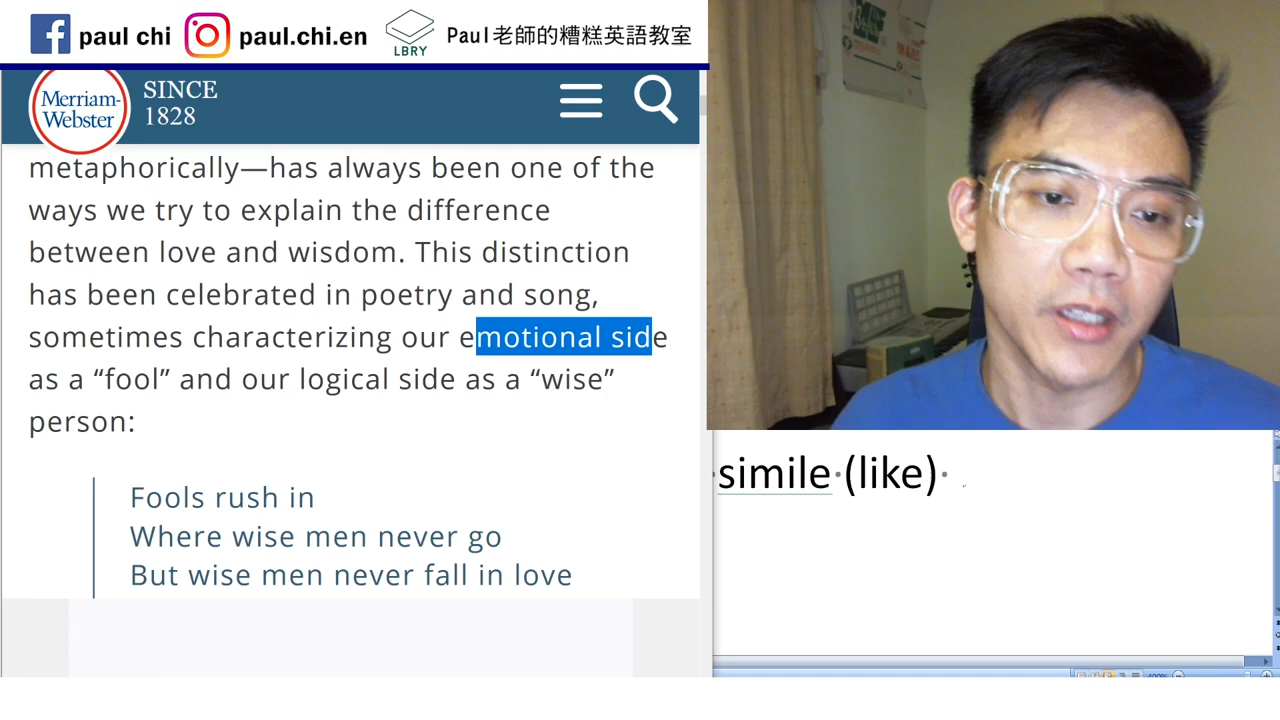 paul chi
paul.chi.en
LBRY
Paul老師的糟糕英語教室
Merriam-
Webster
SINCE
1828
metaphorically—has always been one of the
ways we try to explain the difference
between love and wisdom. This distinction
has been celebrated in poetry and song,
sometimes characterizing our emotional side
as a “fool” and our logical side as a “wise”
person:
Fools rush in
Where wise men never go
But wise men never fall in love
simile (like)